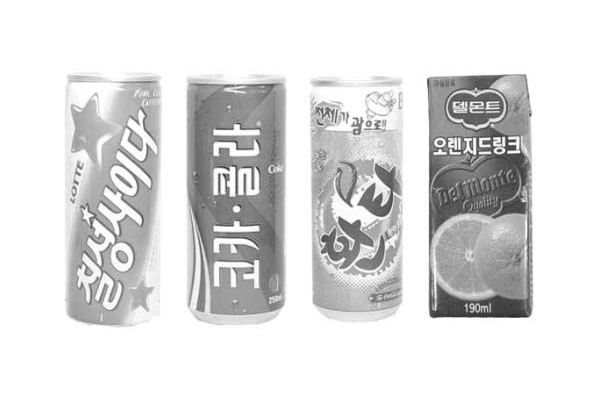 LOTTE
칠성사이다
코카·콜라
Coke
250ml
환타
델몬트
오렌지드링크
Del Monte
Quality
190ml